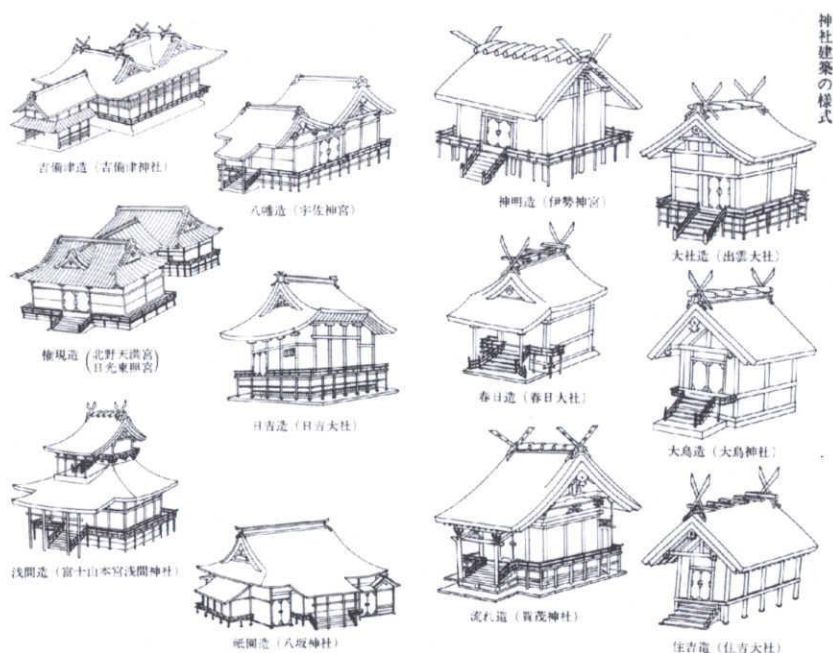 神社建築の様式
大社造（出雲大社）
大鳥造（大鳥神社）
住吉造（住吉大社）
神明造（伊勢神宮）
春日造（春日大社）
流れ造（賀茂神社）
八幡造（宇佐神宮）
日吉造（日吉大社）
祇園造（八坂神社）
吉備津造（吉備津神社）
権現造（北野天満宮
日光東照宮）
浅間造（富士山本宮浅間神社）